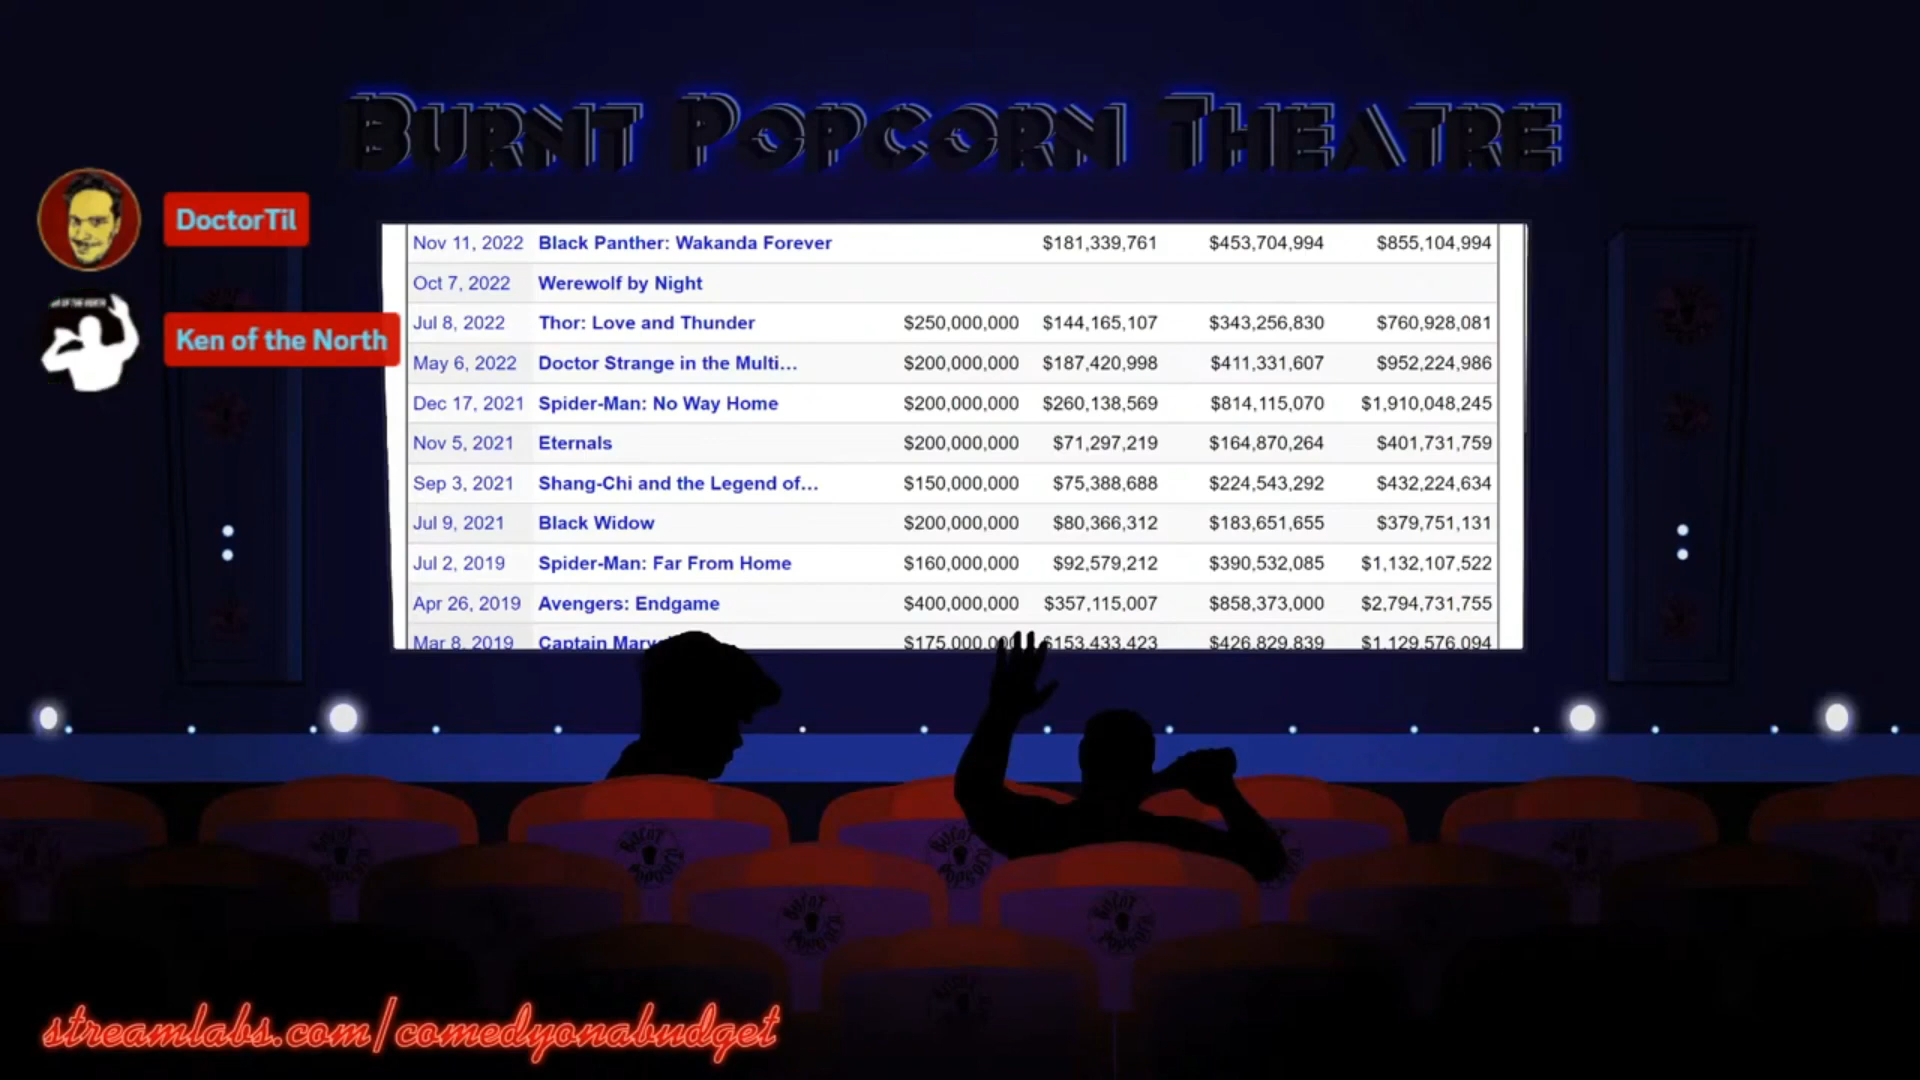 Burnt Popcorn Theatre
DoctorTil
Ken of the North
Nov 11, 2022 Black Panther: Wakanda Forever $181,339,761 $453,704,994 $855,104,994
Oct 7, 2022 Werewolf by Night
Jul 8, 2022 Thor: Love and Thunder $250,000,000 $144,165,107 $343,256,830 $760,928,081
May 6, 2022 Doctor Strange in the Multi... $200,000,000 $187,420,998 $411,331,607 $952,224,986
Dec 17, 2021 Spider-Man: No Way Home $200,000,000 $260,138,569 $814,115,070 $1,910,048,245
Nov 5, 2021 Eternals $200,000,000 $71,297,219 $164,870,264 $401,731,759
Sep 3, 2021 Shang-Chi and the Legend of... $150,000,000 $75,388,688 $224,543,292 $432,224,634
Jul 9, 2021 Black Widow $200,000,000 $80,366,312 $183,651,655 $379,751,131
Jul 2, 2019 Spider-Man: Far From Home $160,000,000 $92,579,212 $390,532,085 $1,132,107,522
Apr 26, 2019 Avengers: Endgame $400,000,000 $357,115,007 $858,373,000 $2,794,731,755
Mar 8, 2019 Captain $175,000,000 $153,433,423 $426,829,839 $1,129,576,094
Burnt Popcorn
Burnt Popcorn
streamlabs.com/comedyonabudget